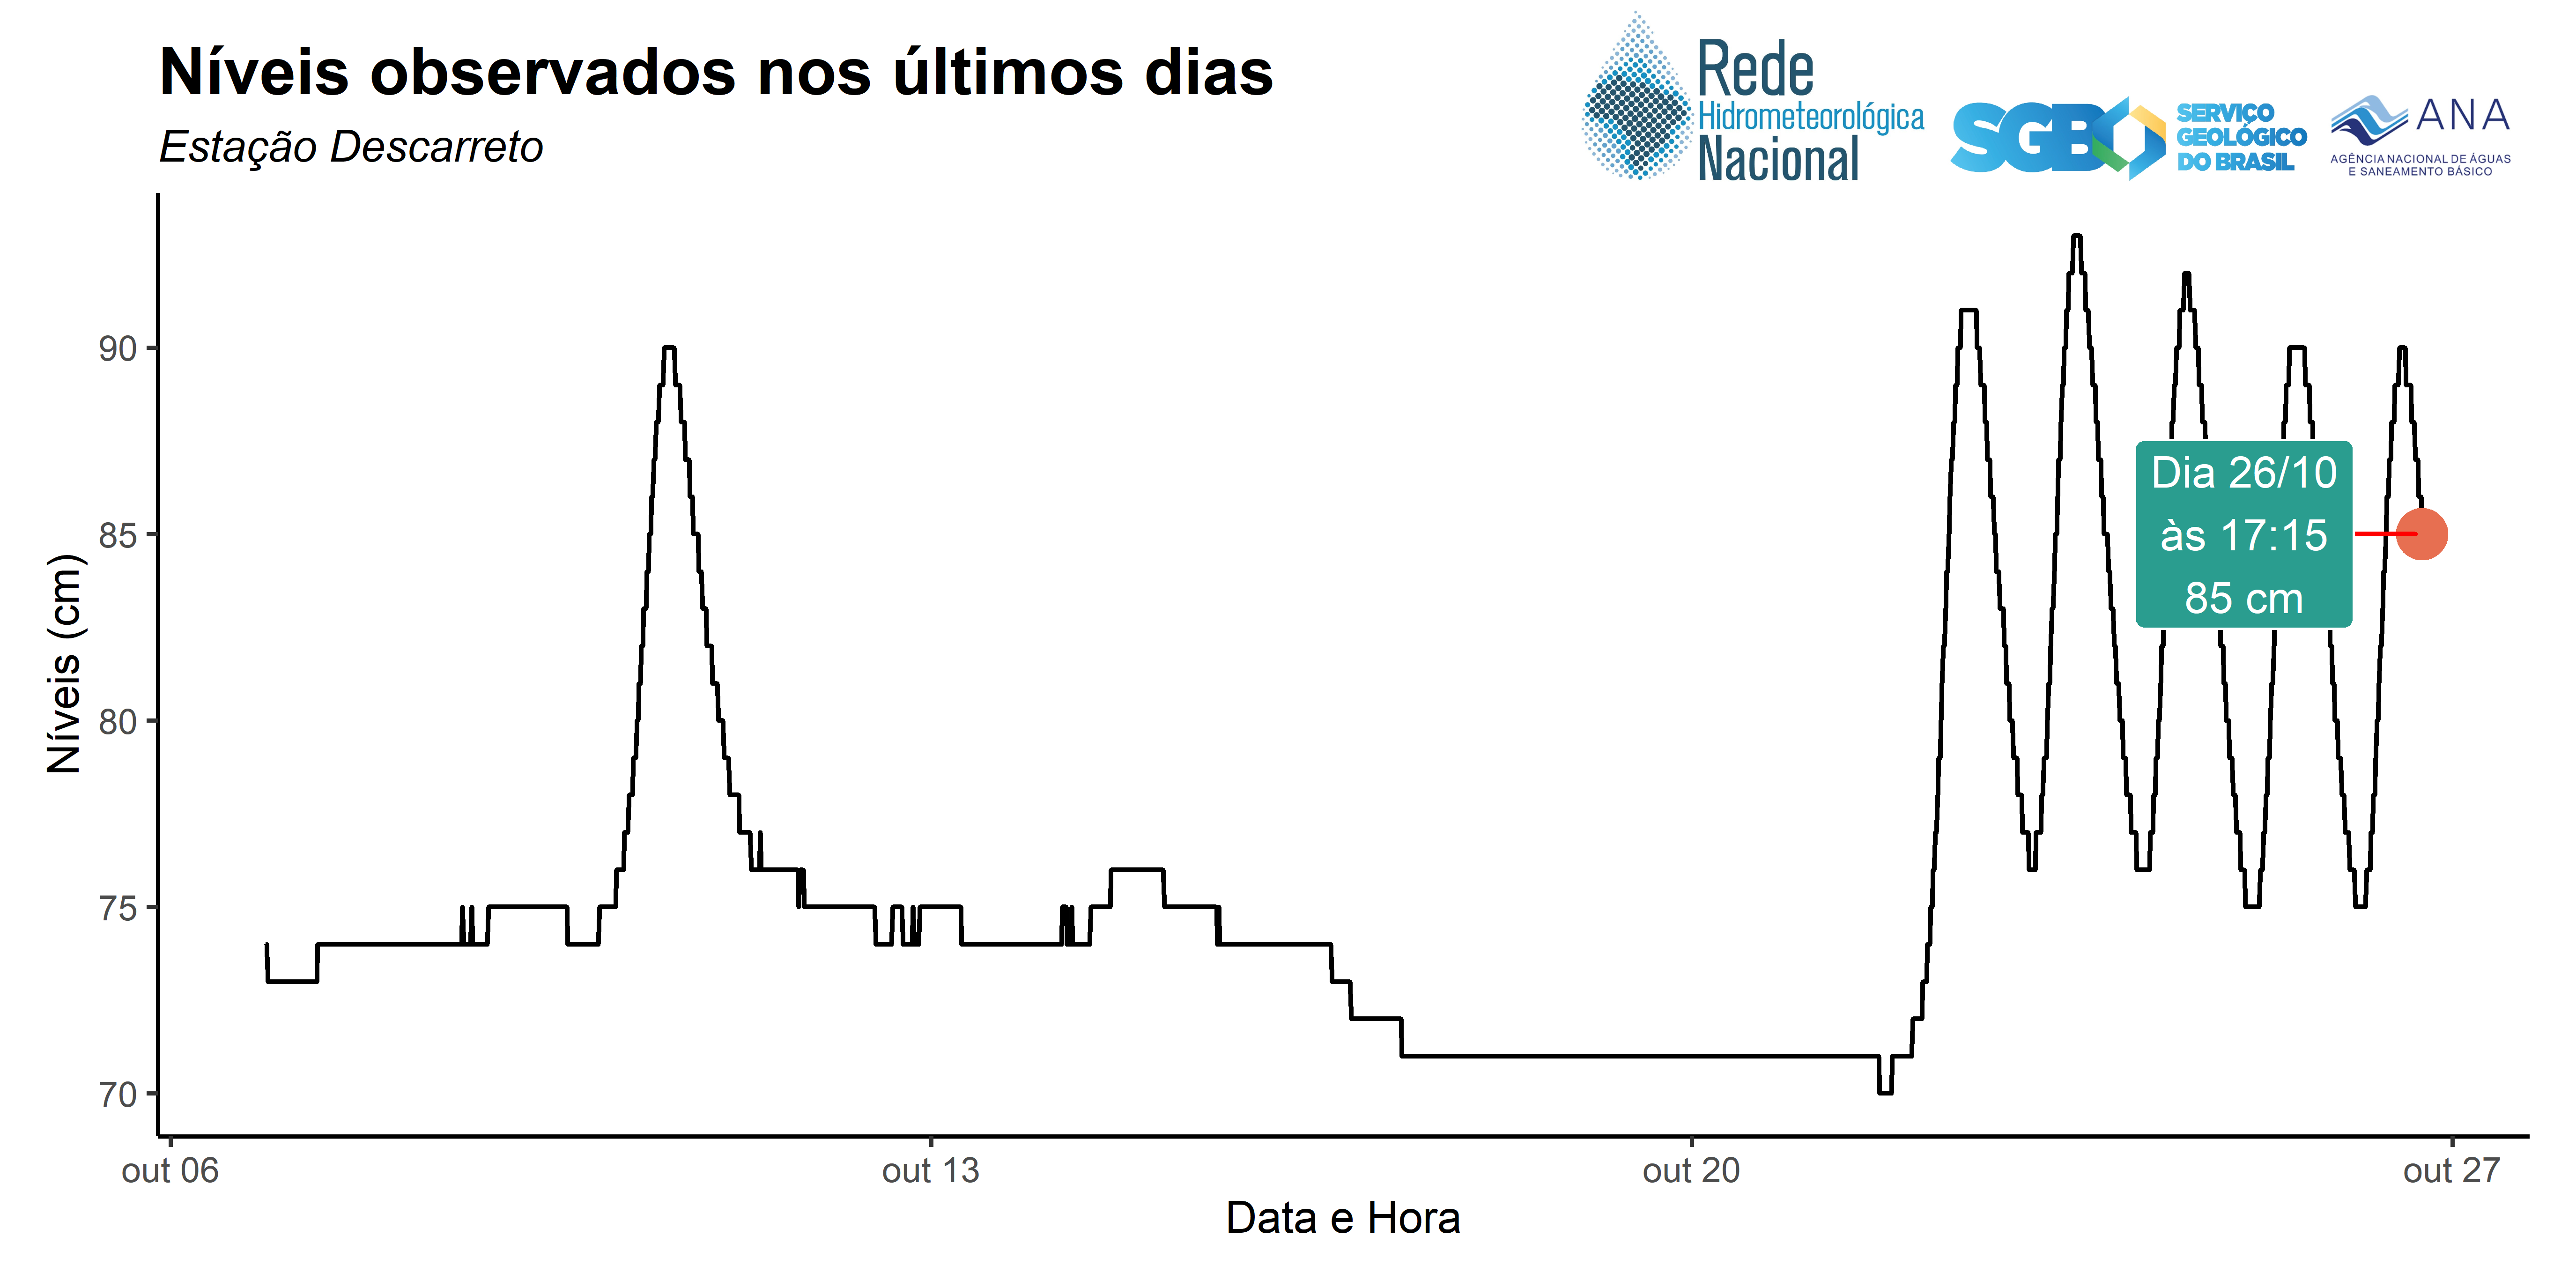 Níveis observados nos últimos dias
Estação Descarreto
Rede
Hidrometeorológica
Nacional
SGB
SERVIÇO
GEOLÓGICO
DO BRASIL
ANA
AGÊNCIA NACIONAL DE ÁGUAS
E SANEAMENTO BÁSICO
Níveis (cm)
90
85
80
75
70
Dia 26/10
às 17:15
85 cm
out 06
out 13
out 20
out 27
Data e Hora